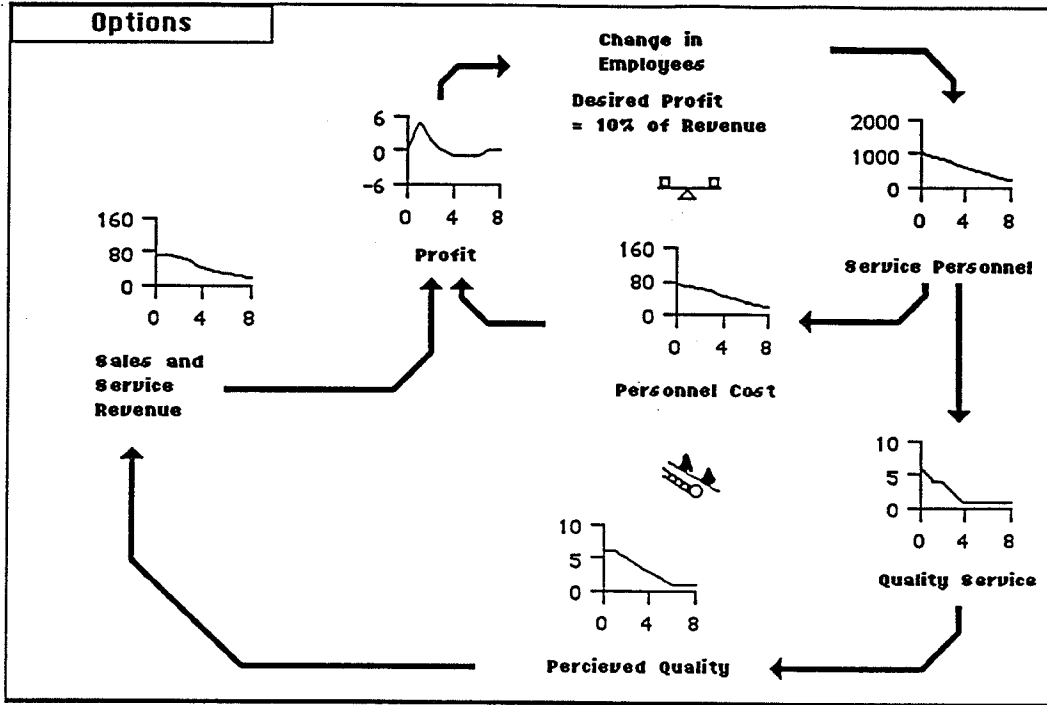 Options
Change in
Employees
Desired Profit
= 10% of Revenue
6
0
-6
0 4 8
Profit
2000
1000
0
0 4 8
Service Personnel
160
80
0
0 4 8
Sales and
Service
Revenue
160
80
0
0 4 8
Personnel Cost
10
5
0
0 4 8
Quality Service
10
5
0
0 4 8
Percieved Quality